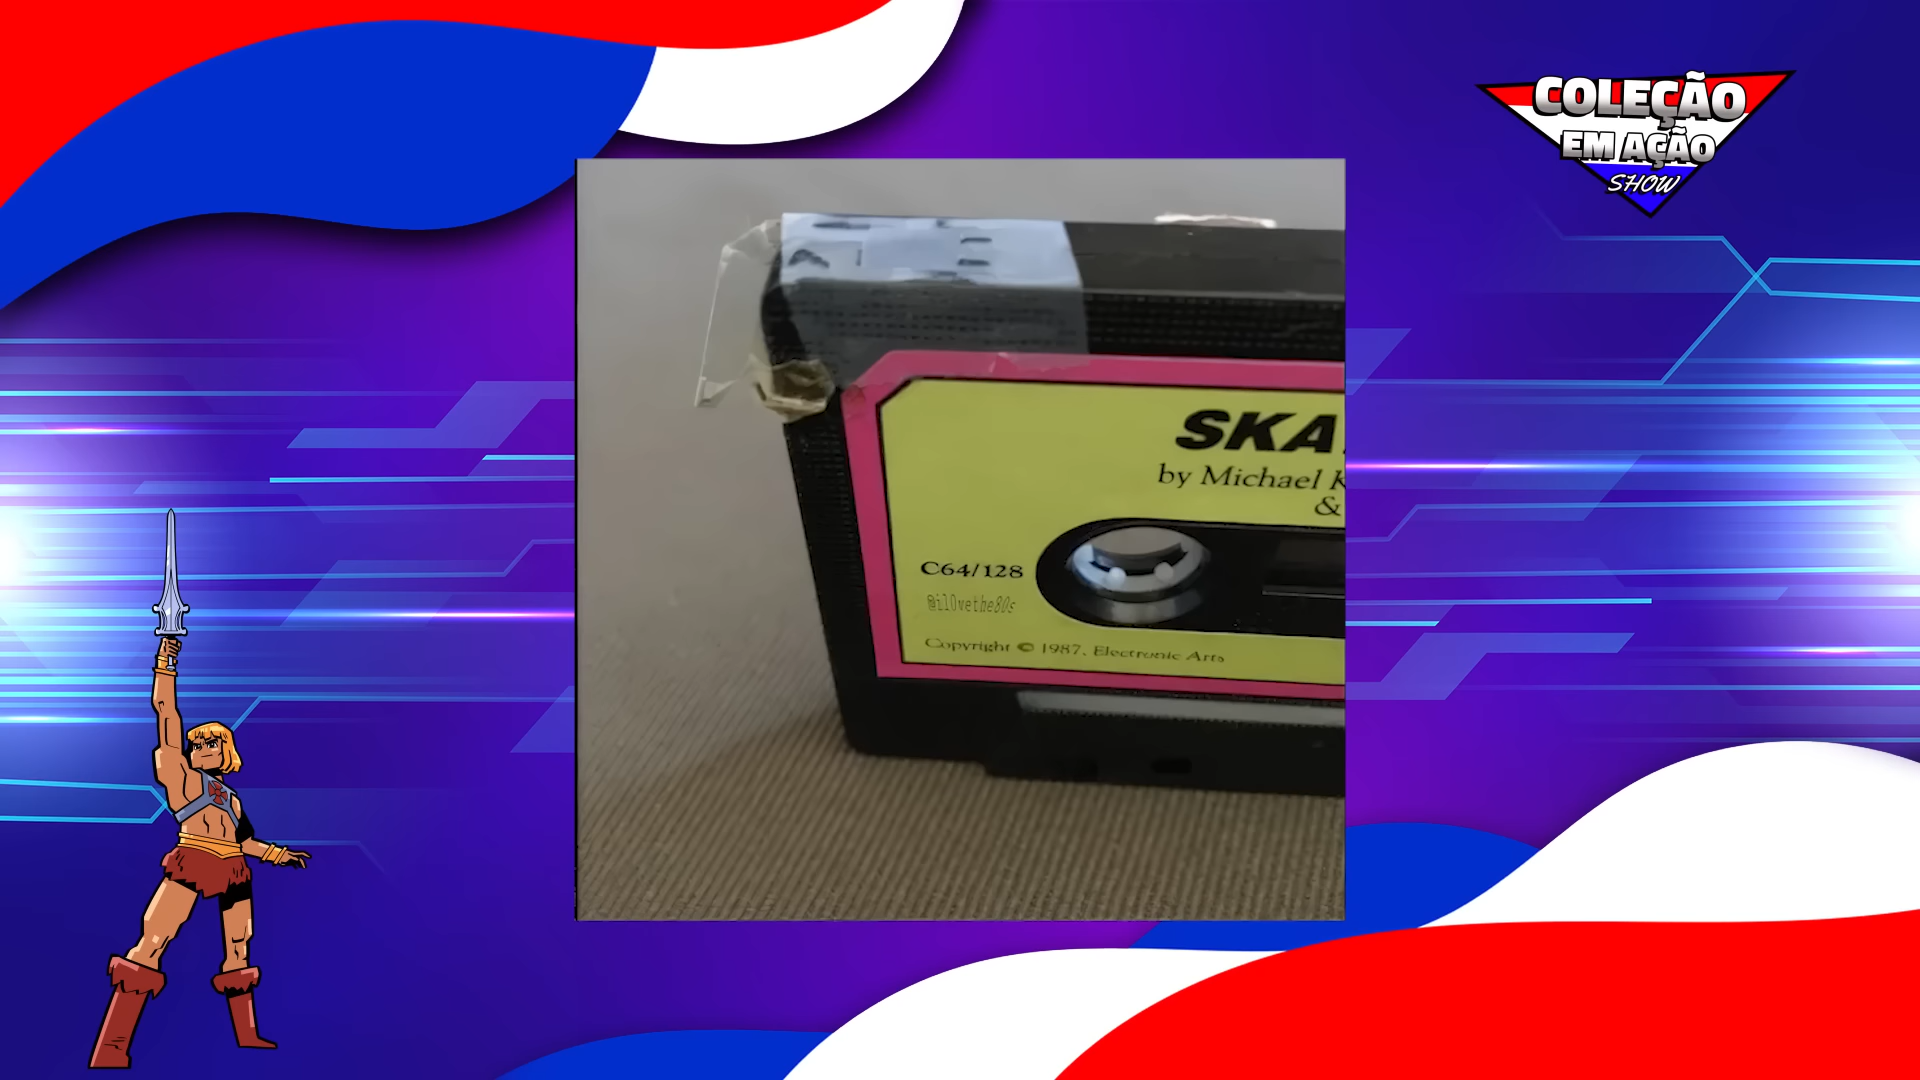 COLEÇÃO
EM AÇÃO
SHOW
SKA
by Michael K
&
C64/128
@il0vethe80s
Copyright © 1987, Electronic Arts